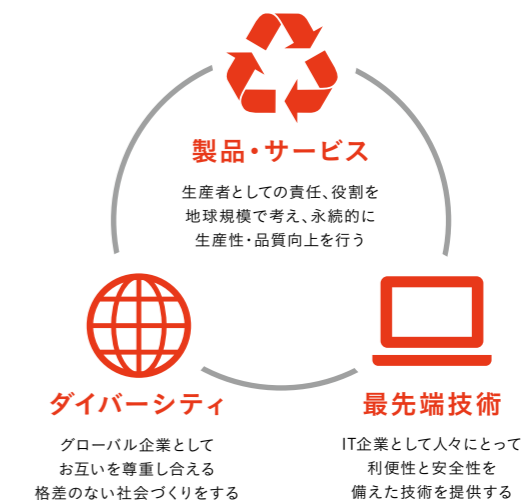 製品・サービス
生産者としての責任、役割を
地球規模で考え、永続的に
生産性・品質向上を行う
ダイバーシティ
グローバル企業として
お互いを尊重し合える
格差のない社会づくりをする
最先端技術
IT企業として人々にとって
利便性と安全性を
備えた技術を提供する